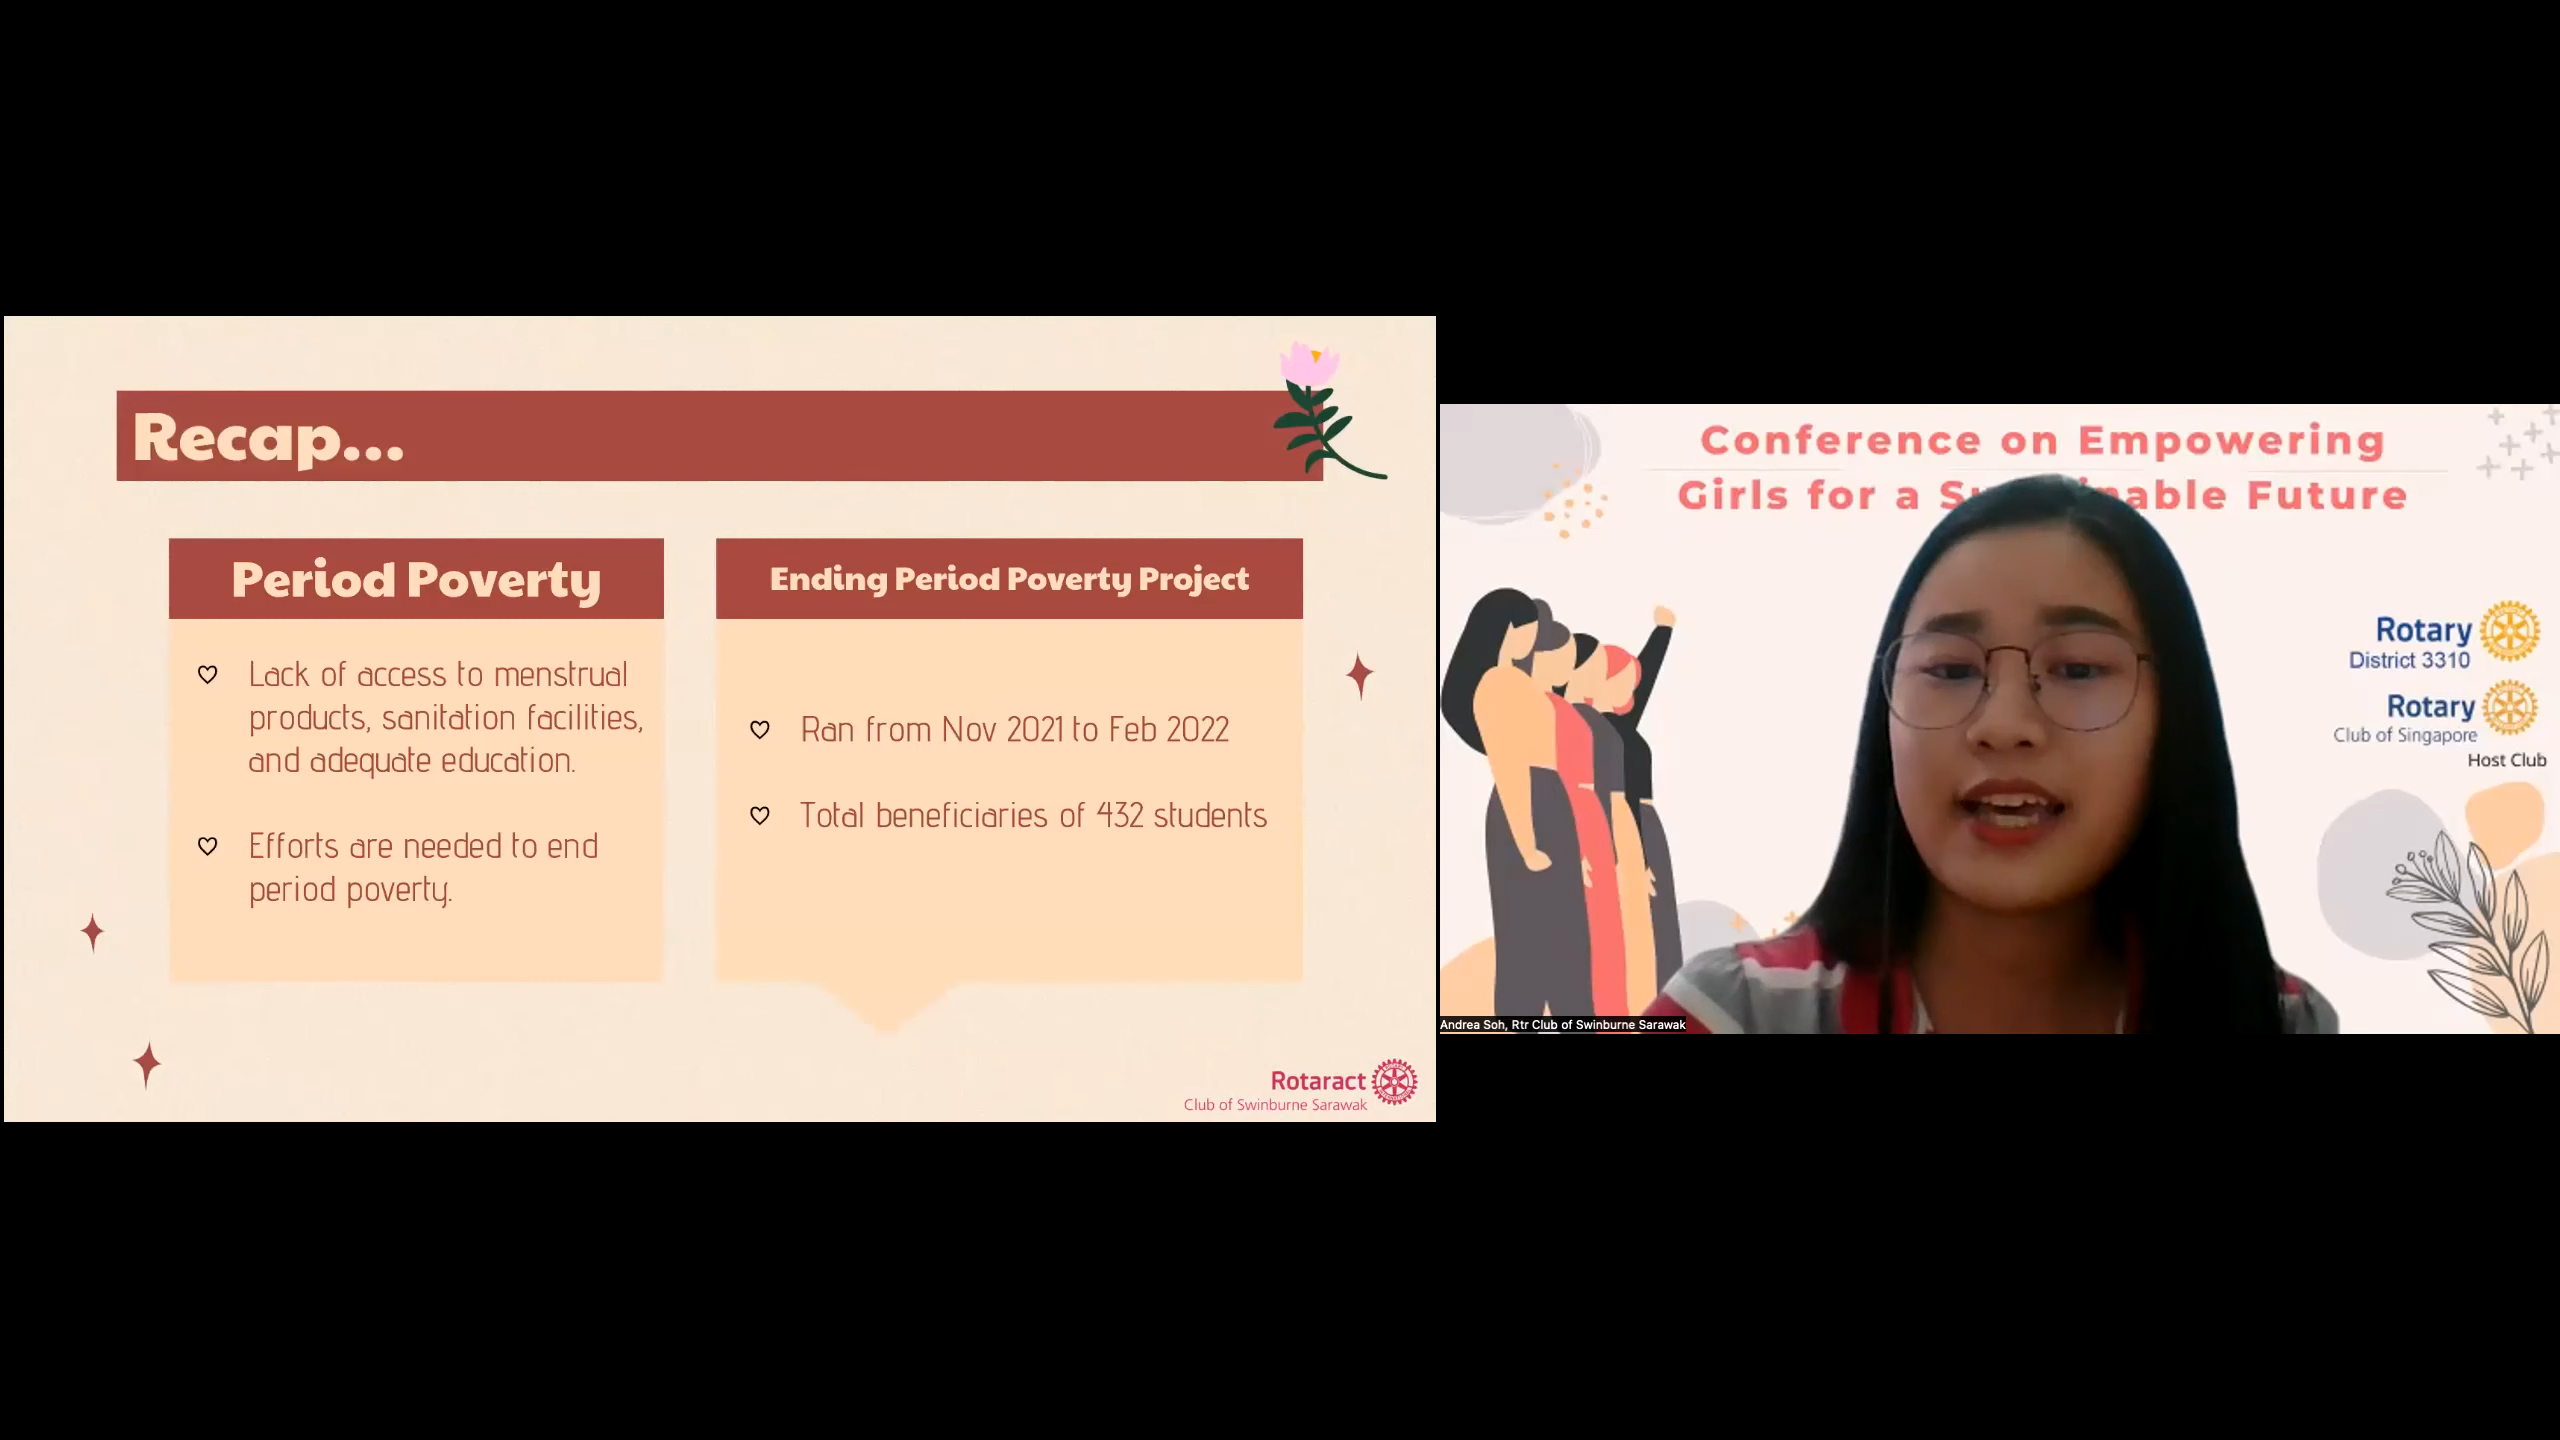 Recap...
Period Poverty
Lack of access to menstrual
products, sanitation facilities,
and adequate education.
Efforts are needed to end
period poverty.
Ending Period Poverty Project
Ran from Nov 2021 to Feb 2022
Total beneficiaries of 432 students
Rotaract
Club of Swinburne Sarawak
Conference on Empowering
Girls for a Future
Rotary
District 3310
Rotary
Club of Singapore
Host Club
Andrea Soh, Rtr Club of Swinburne Sarawak